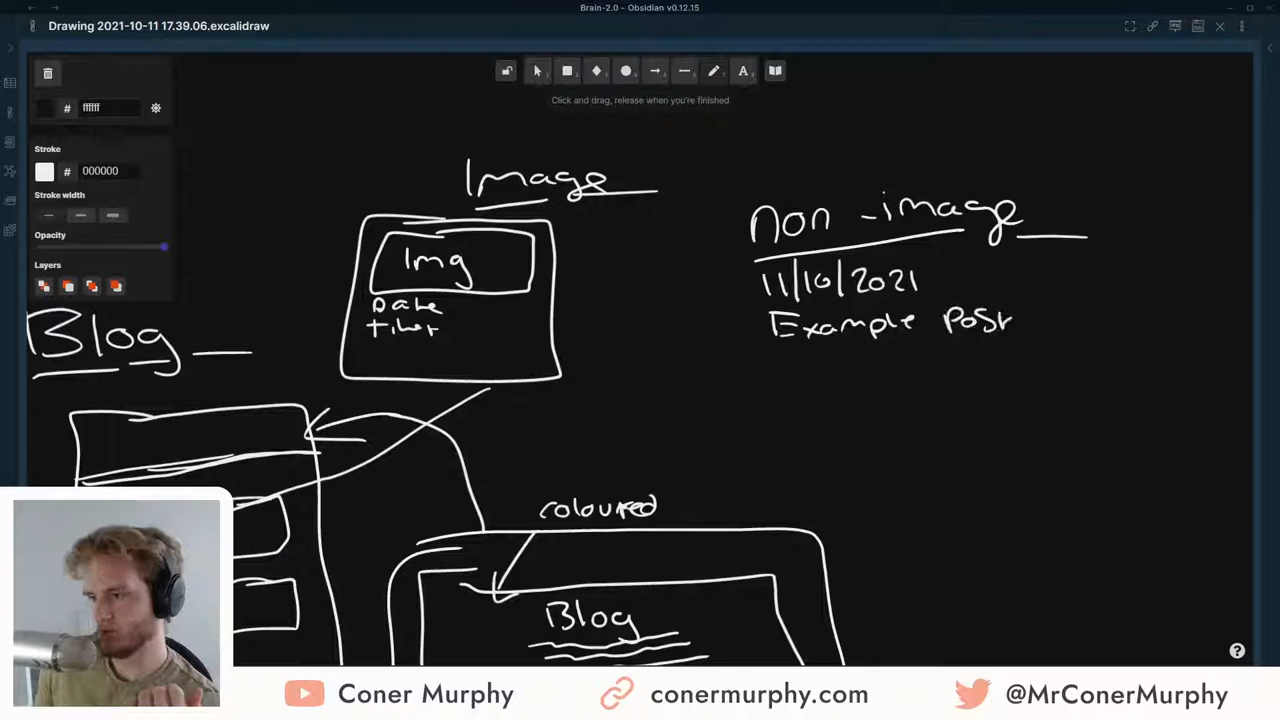 Brain-2.0 - Obsidian v0.12.15
Drawing 2021-10-11 17.39.06.excalidraw
Click and drag, release when you're finished
# ffffff
Stroke
# 000000
Stroke width
Opacity
Layers
Image
Img
Date
non-image
11/10/2021
Example Post
Blog
coloured
Blog
Coner Murphy
conermurphy.com
@MrConerMurphy